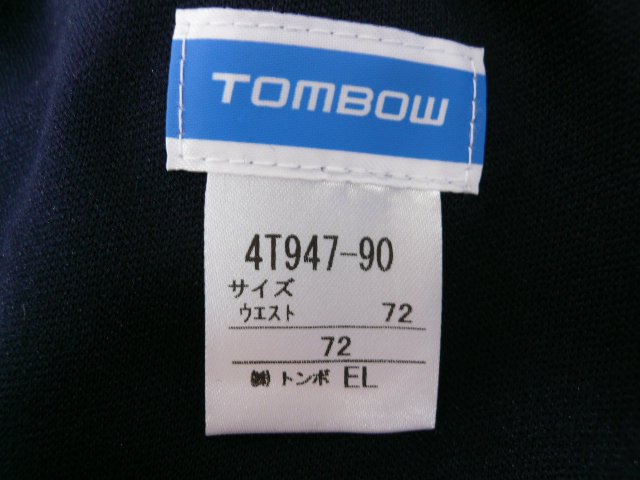 TOMBOW
4T947-90
サイズ
ウエスト 72
72
㈱トンボ EL